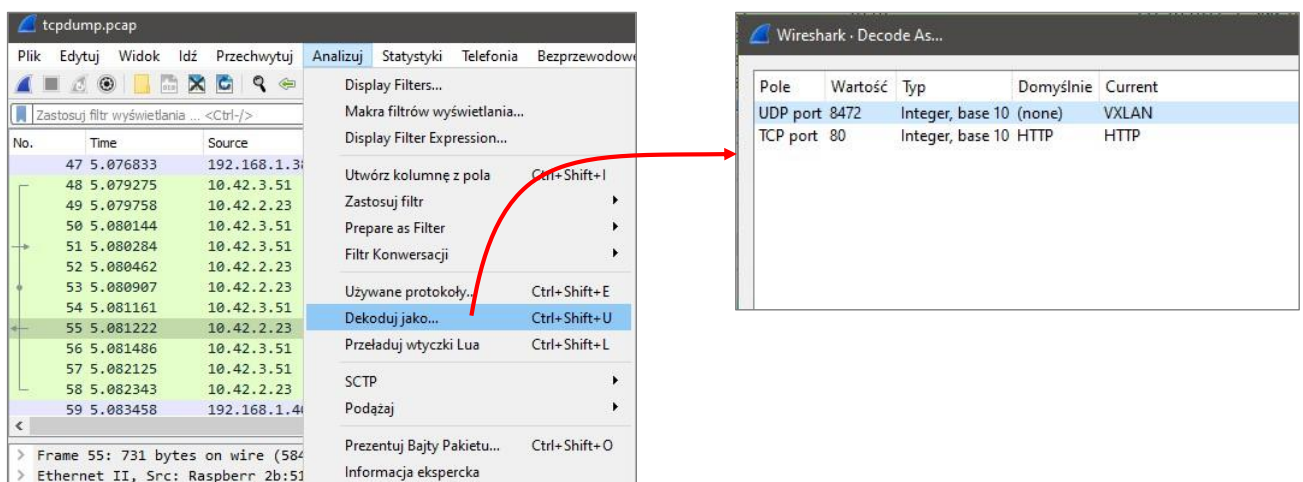 tcpdump.pcap
Plik Edytuj Widok Idź Przechwytuj Analizuj Statystyki Telefonia Bezprzewodowe
Zastosuj filtr wyświetlania ... <Ctrl-/>
No. Time Source
47 5.076833 192.168.1.38
48 5.079275 10.42.3.51
49 5.079758 10.42.2.23
50 5.080144 10.42.3.51
51 5.080284 10.42.3.51
52 5.080462 10.42.2.23
53 5.080907 10.42.2.23
54 5.081161 10.42.3.51
55 5.081222 10.42.2.23
56 5.081486 10.42.3.51
57 5.082125 10.42.3.51
58 5.082343 10.42.2.23
59 5.083458 192.168.1.40
Frame 55: 731 bytes on wire (584
Ethernet II, Src: Raspberr 2b:51
Display Filters...
Makra filtrów wyświetlania...
Display Filter Expression...
Utwórz kolumnę z pola Ctrl+Shift+I
Zastosuj filtr
Prepare as Filter
Filtr Konwersacji
Używane protokoły... Ctrl+Shift+E
Dekoduj jako... Ctrl+Shift+U
Przeładuj wtyczki Lua Ctrl+Shift+L
SCTP
Podążaj
Prezentuj Bajty Pakietu... Ctrl+Shift+O
Informacja ekspercka
Wireshark · Decode As...
Pole Wartość Typ Domyślnie Current
UDP port 8472 Integer, base 10 (none) VXLAN
TCP port 80 Integer, base 10 HTTP HTTP